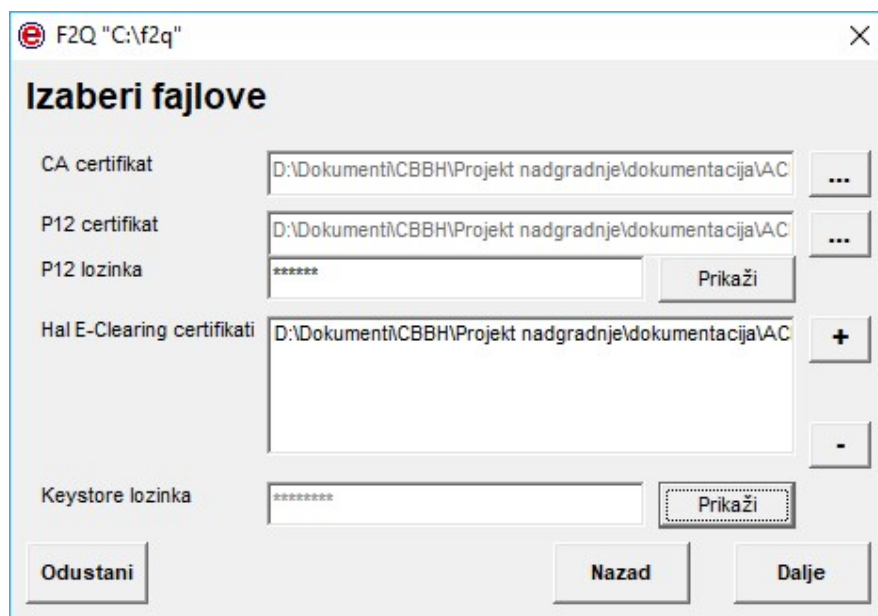 F2Q "C:\f2q"
Izaberi fajlove
CA certifikat
D:\Dokumenti\CBBH\Projekt nadgradnje\dokumentacija\AC
...
P12 certifikat
D:\Dokumenti\CBBH\Projekt nadgradnje\dokumentacija\AC
...
P12 lozinka
******
Prikaži
Hal E-Clearing certifikati
D:\Dokumenti\CBBH\Projekt nadgradnje\dokumentacija\AC
+
-
Keystore lozinka
********
Prikaži
Odustani
Nazad
Dalje